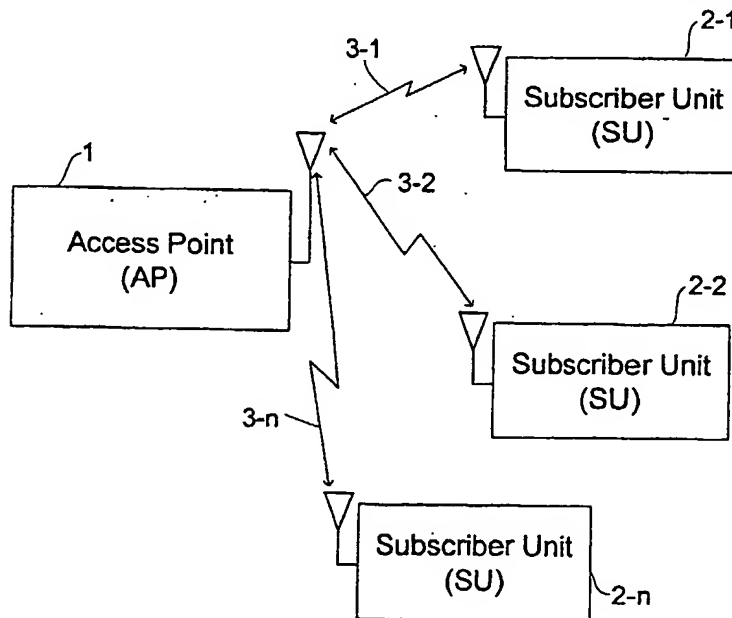 2-1
3-1
Subscriber Unit
(SU)
1
3-2
Access Point
(AP)
2-2
Subscriber Unit
(SU)
3-n
Subscriber Unit
(SU)
2-n